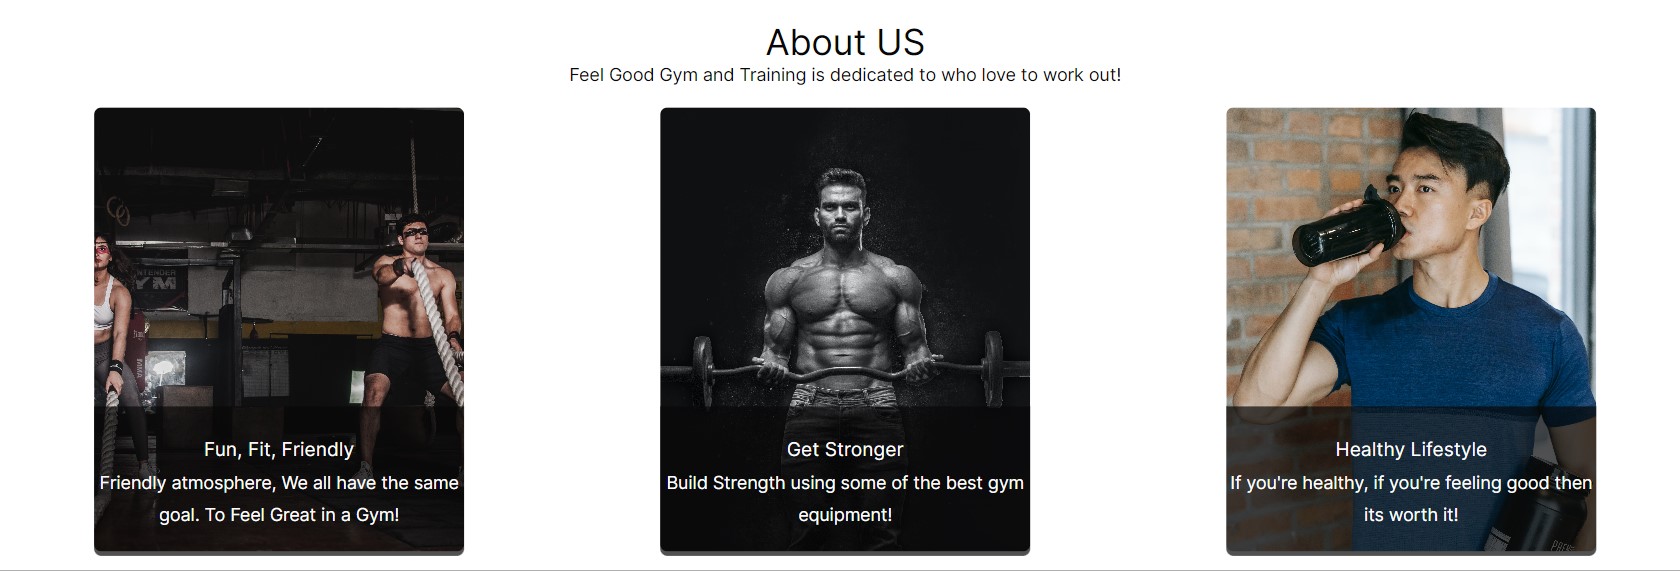 About US
Feel Good Gym and Training is dedicated to who love to work out!
NTENDER
YM
Fun, Fit, Friendly
Friendly atmosphere, We all have the same
goal. To Feel Great in a Gym!
Get Stronger
Build Strength using some of the best gym
equipment!
Healthy Lifestyle
If you're healthy, if you're feeling good then
its worth it!